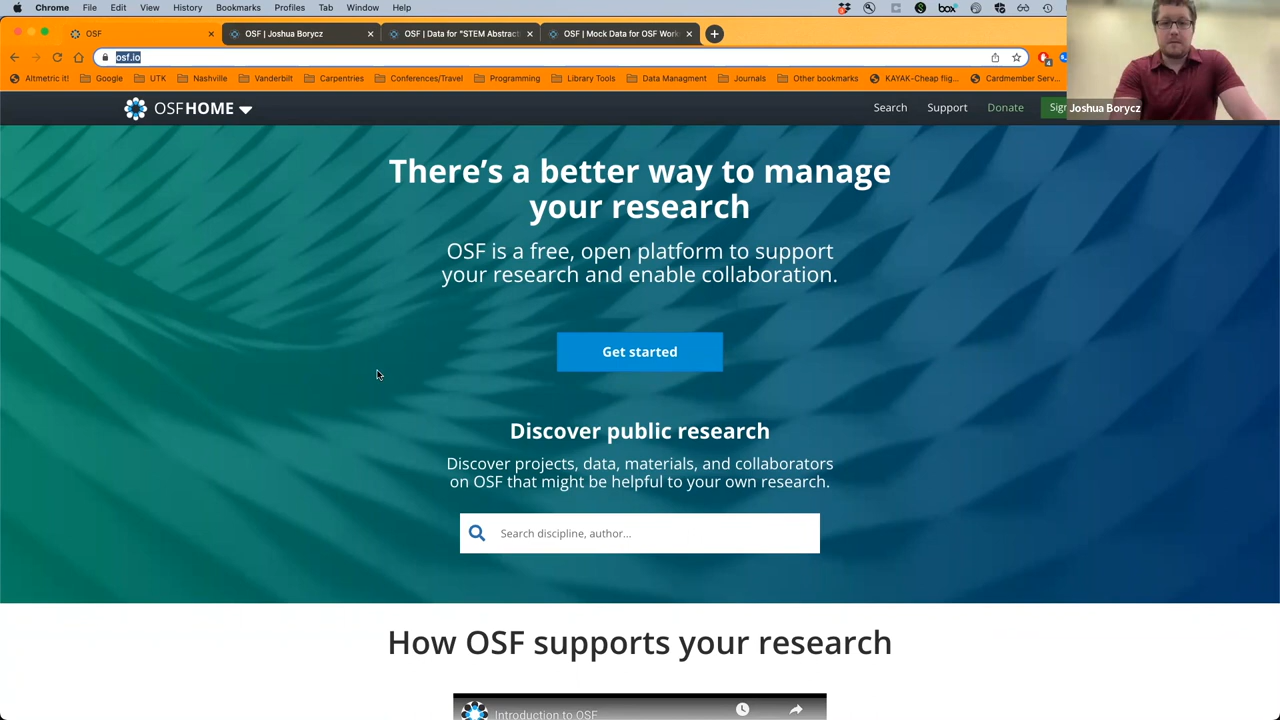 Chrome File Edit View History Bookmarks Profiles Tab Window Help
box
OSF
OSF | Joshua Borycz
OSF | Data for "STEM Abstract
OSF | Mock Data for OSF Work
osf.io
Altmetric it! Google UTK Nashville Vanderbilt Carpentries Conferences/Travel Programming Library Tools Data Managment Journals Other bookmarks KAYAK-Cheap flig... Cardmember Serv...
Joshua Borycz
OSFHOME
Search Support Donate Sig
There's a better way to manage
your research
OSF is a free, open platform to support
your research and enable collaboration.
Get started
Discover public research
Discover projects, data, materials, and collaborators
on OSF that might be helpful to your own research.
Search discipline, author...
How OSF supports your research
Introduction to OSF